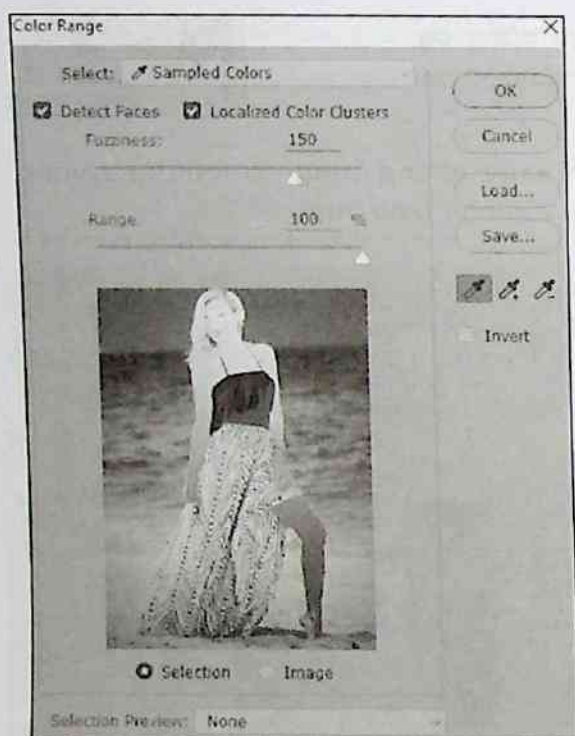 Color Range
Select: Sampled Colors
Detect Faces Localized Color Clusters
Fuzziness: 150
Range: 100 %
OK
Cancel
Load...
Save...
Invert
Selection Image
Selection Preview: None